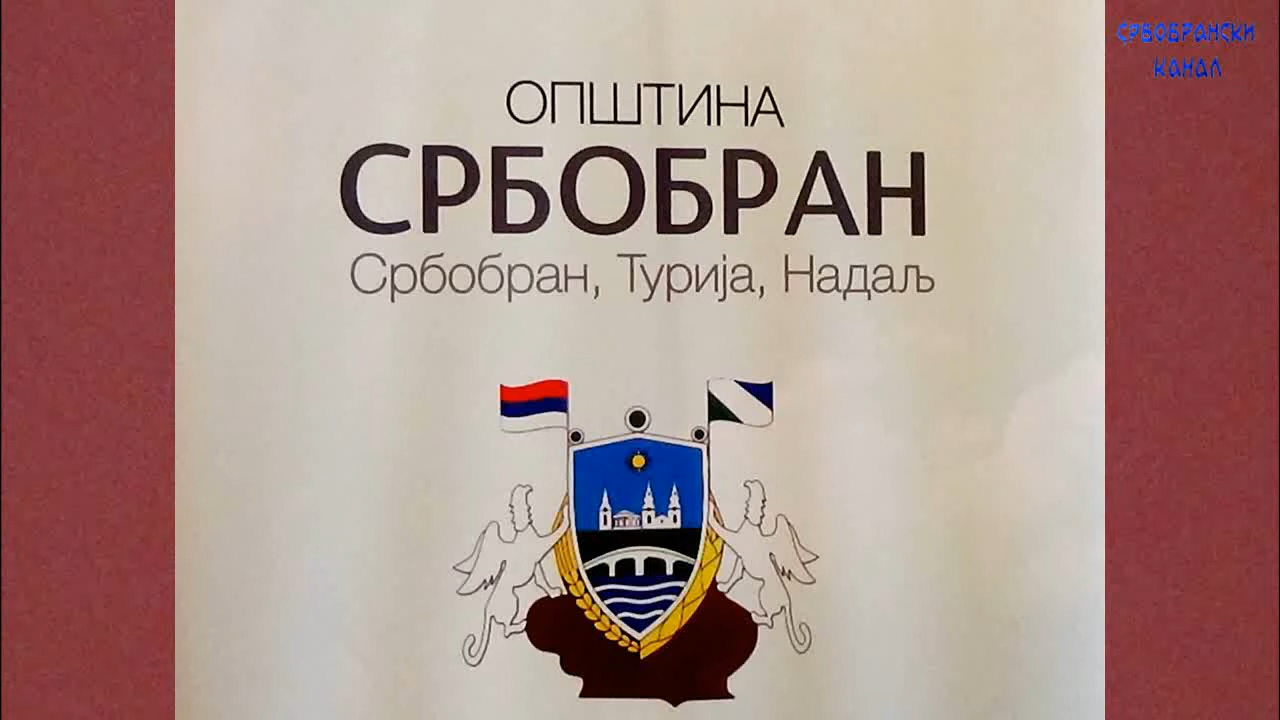 ОПШТИНА
СРБОБРАН
Србобран, Турија, Надаљ
СРБОБРАНСКИ
КАНАЛ